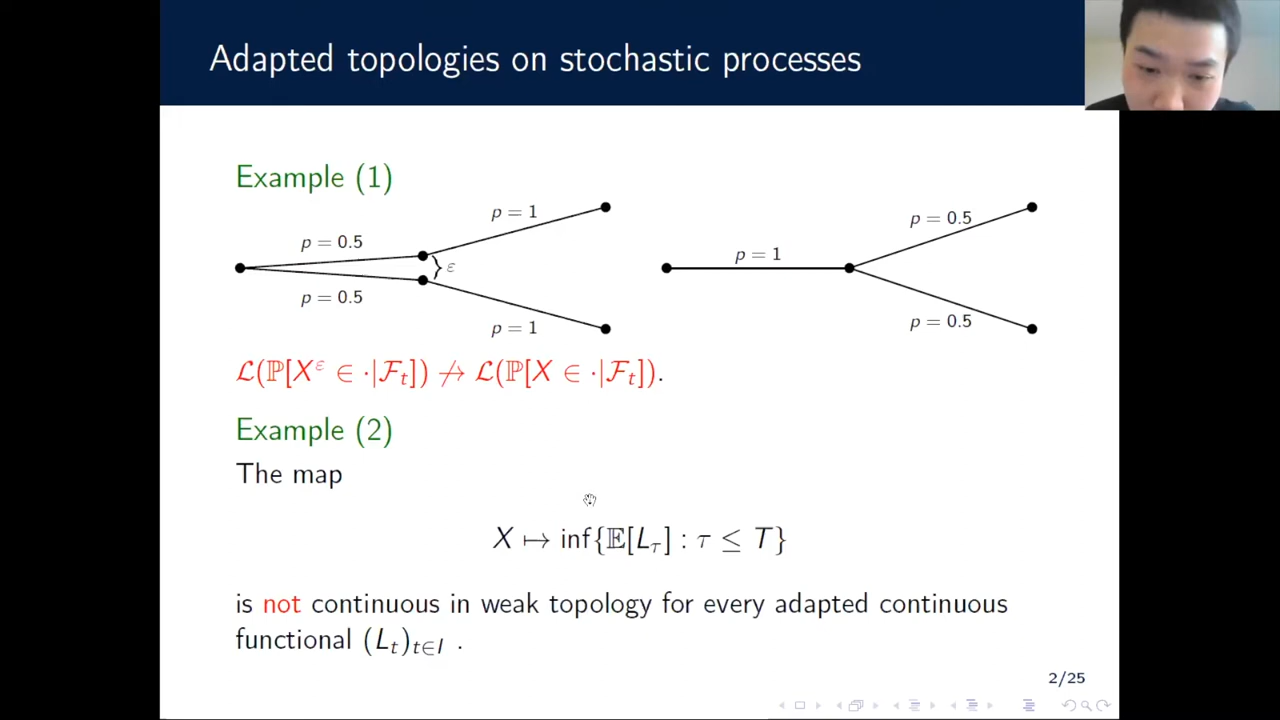 Adapted topologies on stochastic processes
Example (1)
p = 1
p = 0.5
ε
p = 0.5
p = 1
p = 0.5
p = 1
p = 0.5
ℒ(ℙ[X^ε ∈ ·|ℱ_t]) ↛ ℒ(ℙ[X ∈ ·|ℱ_t]).
Example (2)
The map
X ↦ inf{𝔼[L_τ] : τ ≤ T}
is not continuous in weak topology for every adapted continuous
functional (L_t)_{t∈I} .
2/25